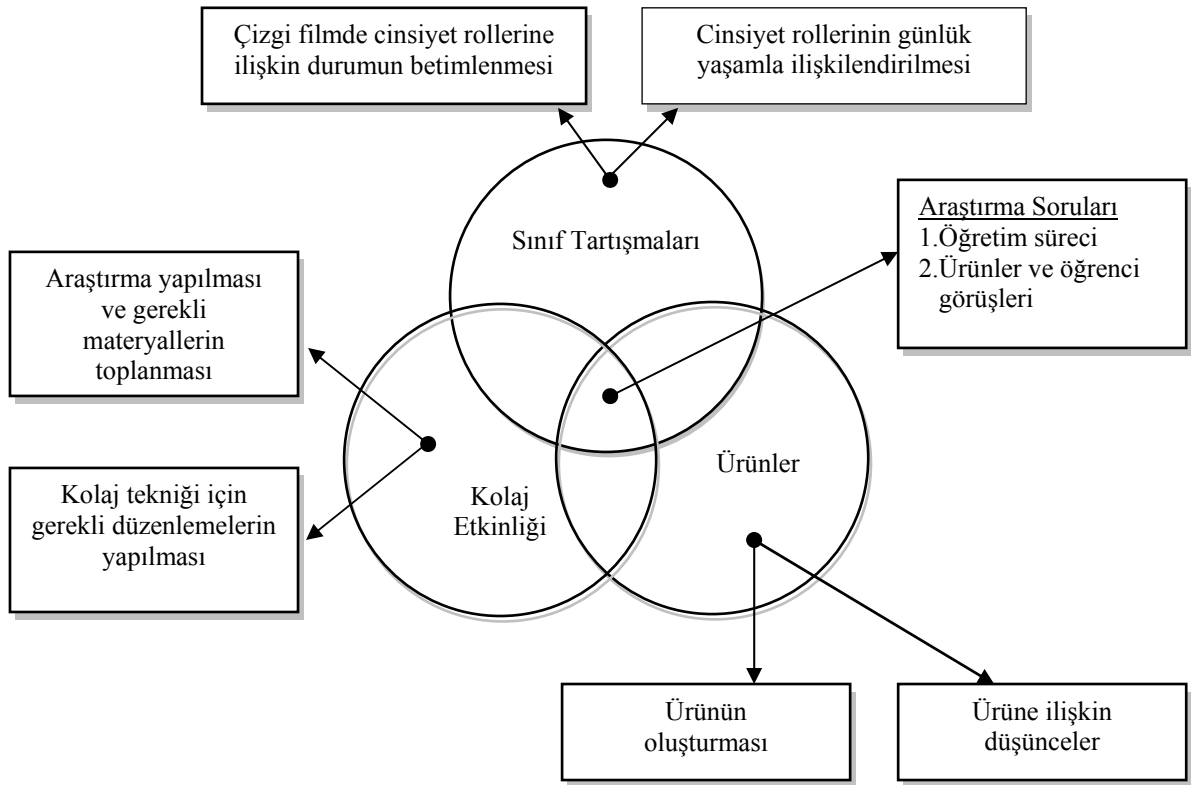 Çizgi filmde cinsiyet rollerine
ilişkin durumun betimlenmesi
Cinsiyet rollerinin günlük
yaşamla ilişkilendirilmesi
Sınıf Tartışmaları
Araştırma Soruları
1.Öğretim süreci
2.Ürünler ve öğrenci
görüşleri
Araştırma yapılması
ve gerekli
materyallerin
toplanması
Kolaj tekniği için
gerekli düzenlemelerin
yapılması
Kolaj
Etkinliği
Ürünler
Ürünün
oluşturması
Ürüne ilişkin
düşünceler